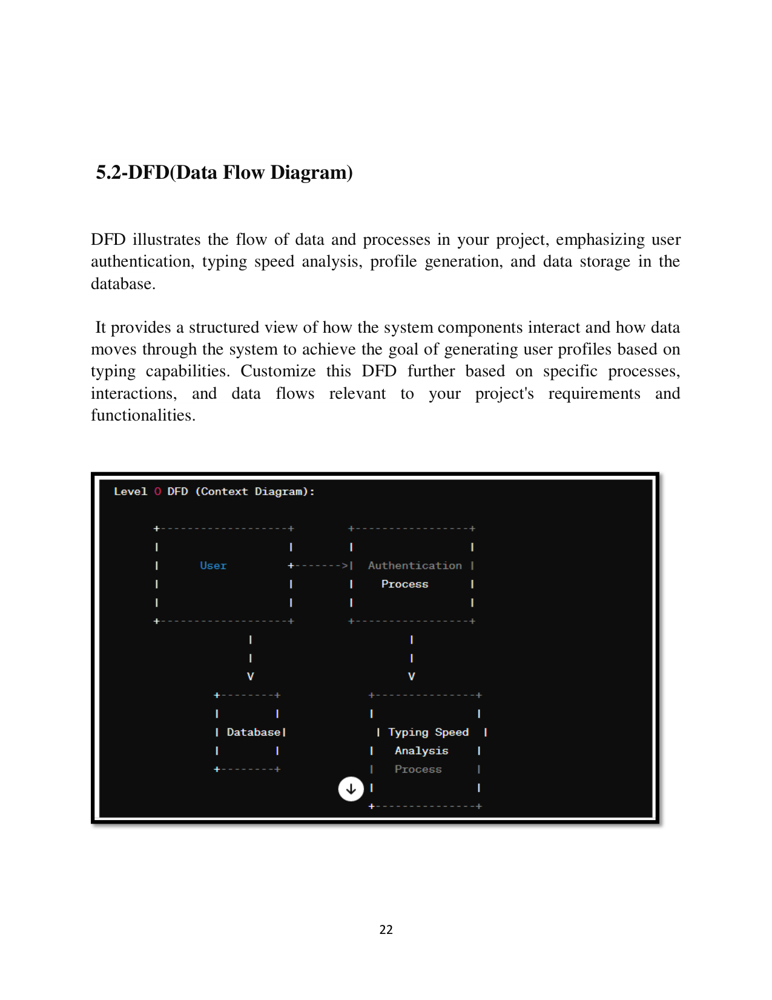 5.2-DFD(Data Flow Diagram)
DFD illustrates the flow of data and processes in your project, emphasizing user
authentication, typing speed analysis, profile generation, and data storage in the
database.
It provides a structured view of how the system components interact and how data
moves through the system to achieve the goal of generating user profiles based on
typing capabilities. Customize this DFD further based on specific processes,
interactions, and data flows relevant to your project's requirements and
functionalities.
Level 0 DFD (Context Diagram):
+-------------------+        +-----------------+
|                   |        |                 |
|      User         +------->|  Authentication |
|                   |        |    Process      |
|                   |        |                 |
+-------------------+        +-----------------+
              |                       |
              |                       |
              V                       V
         +--------+             +---------------+
         |        |             |               |
         | Database|             | Typing Speed  |
         |        |             |   Analysis    |
         +--------+             |   Process     |
                                |               |
                                +---------------+
22